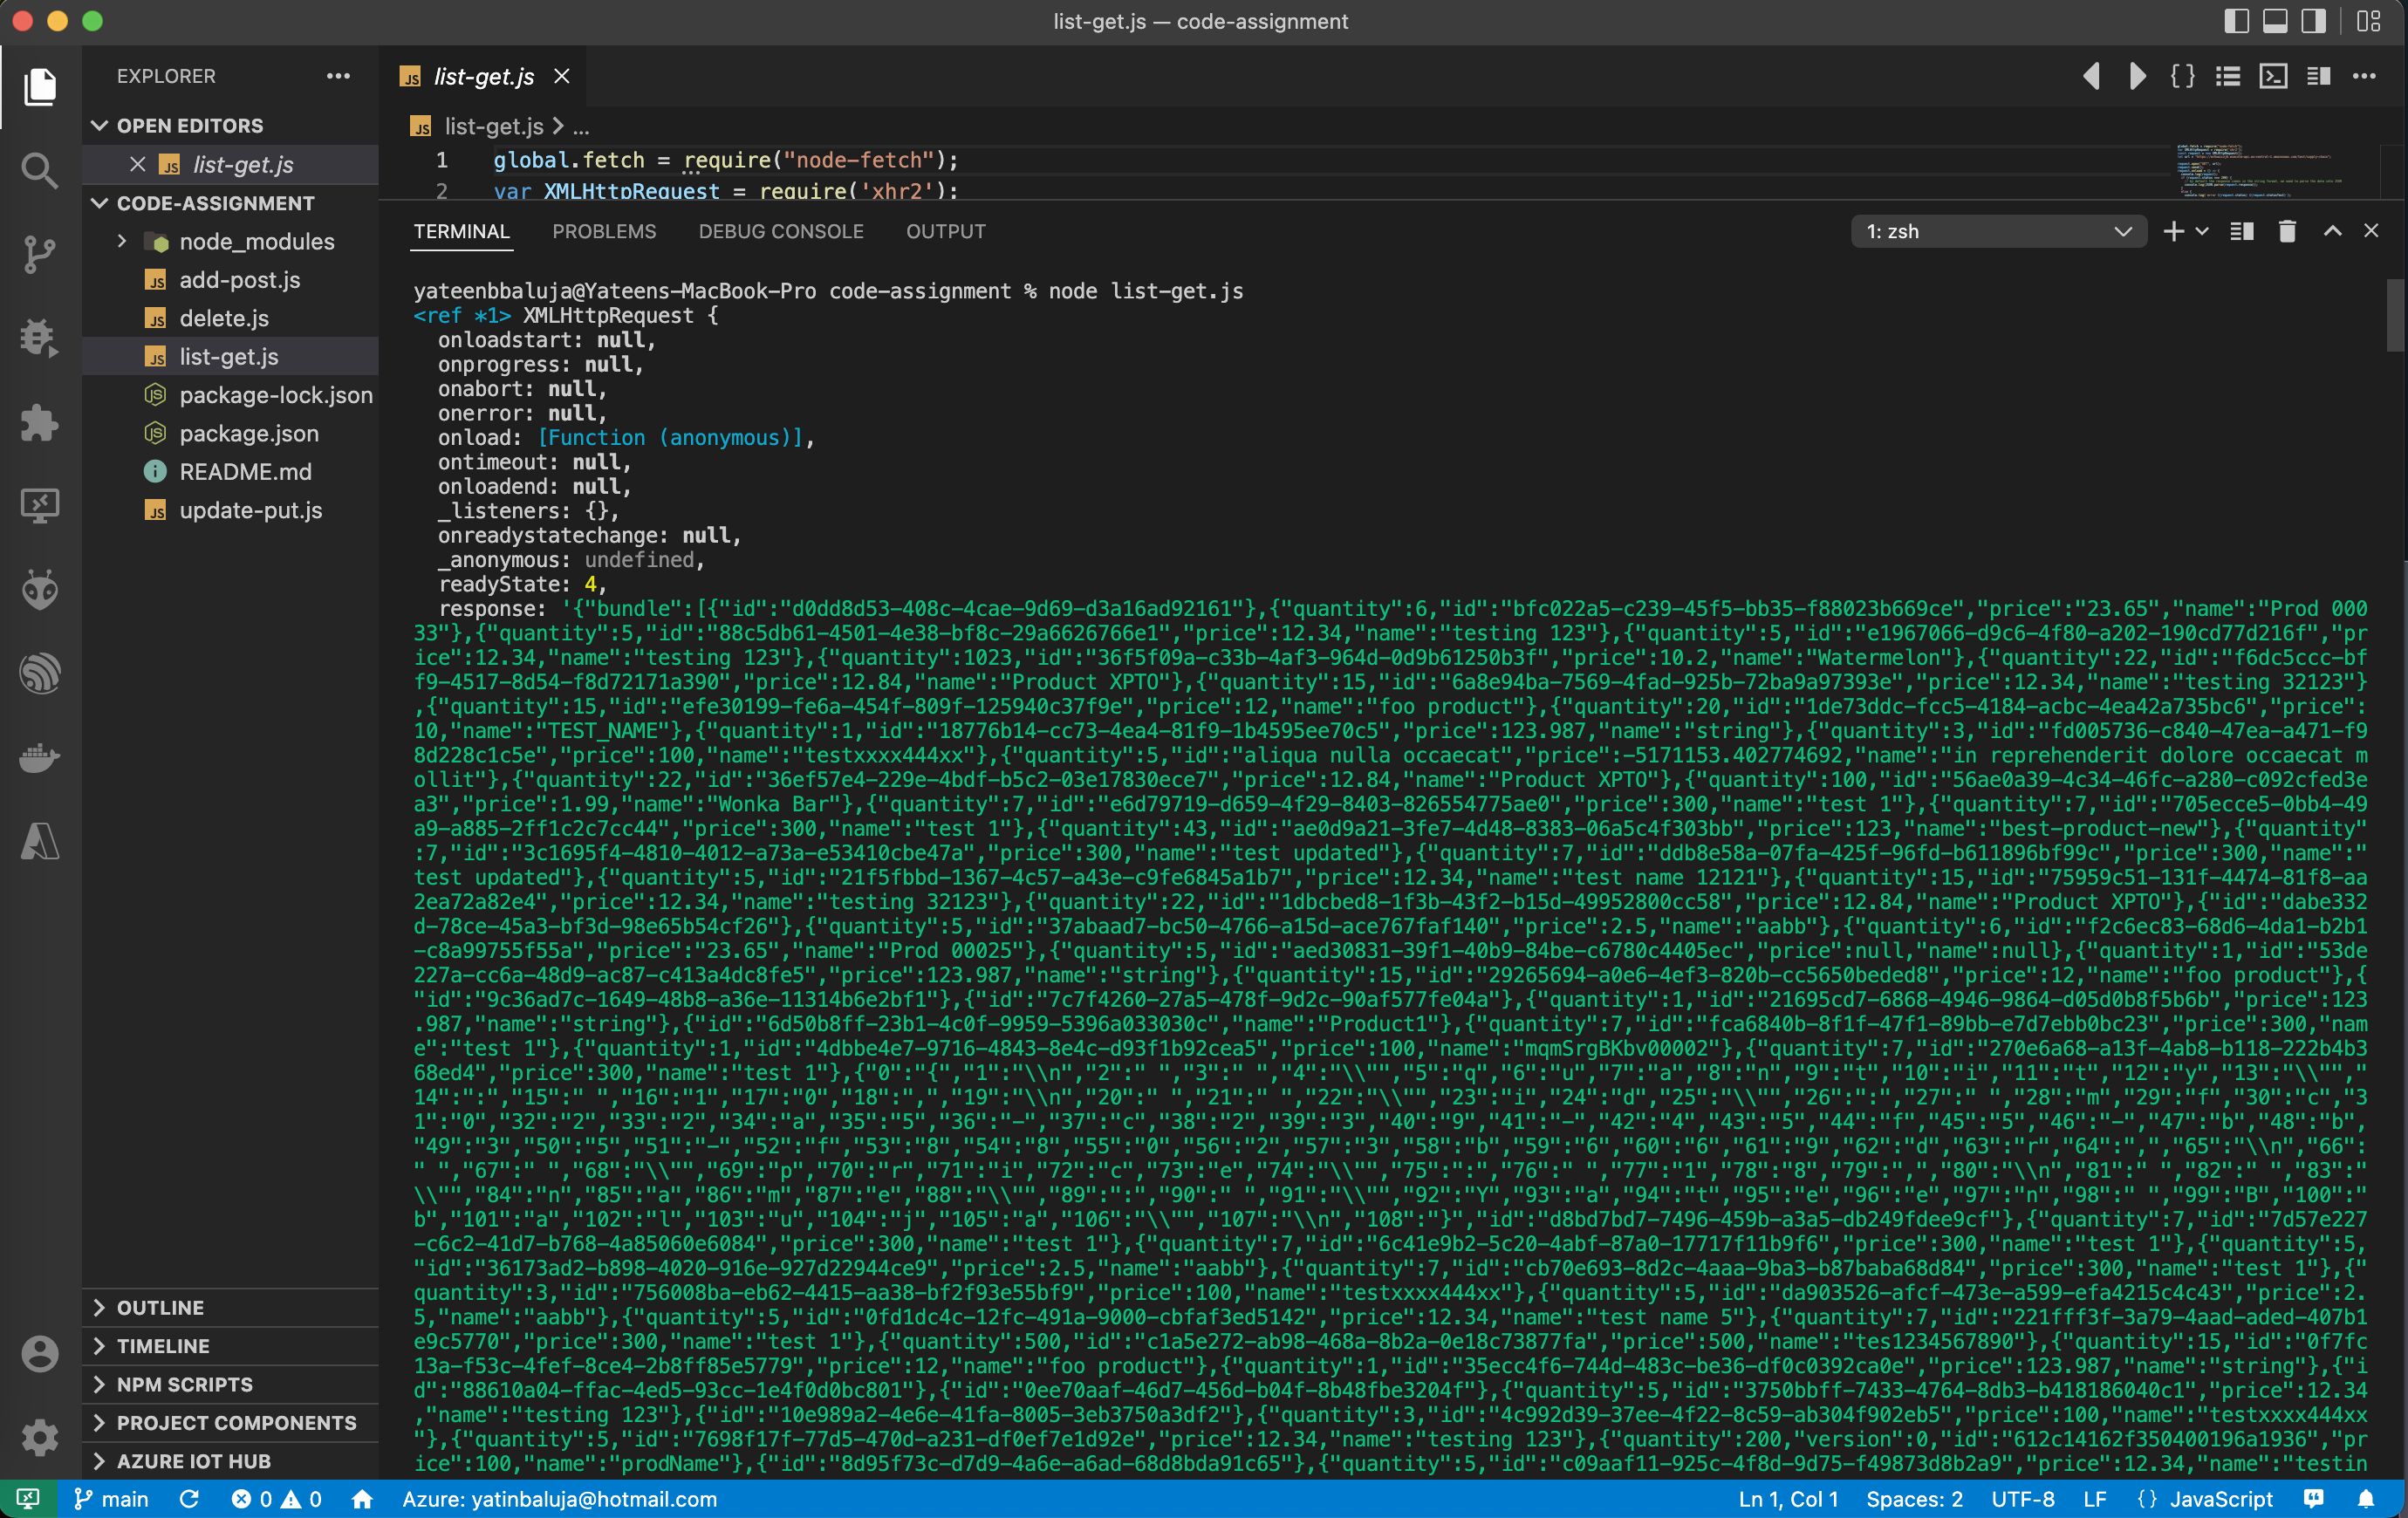 list-get.js — code-assignment
EXPLORER
OPEN EDITORS
list-get.js
CODE-ASSIGNMENT
node_modules
add-post.js
delete.js
list-get.js
package-lock.json
package.json
README.md
update-put.js
OUTLINE
TIMELINE
NPM SCRIPTS
PROJECT COMPONENTS
AZURE IOT HUB
list-get.js
list-get.js > ...
1 global.fetch = require("node-fetch");
2 var XMLHttpRequest = require('xhr2');
TERMINAL PROBLEMS DEBUG CONSOLE OUTPUT
1: zsh
yateenbbaluja@Yateens-MacBook-Pro code-assignment % node list-get.js
<ref *1> XMLHttpRequest {
onloadstart: null,
onprogress: null,
onabort: null,
onerror: null,
onload: [Function (anonymous)],
ontimeout: null,
onloadend: null,
_listeners: {},
onreadystatechange: null,
_anonymous: undefined,
readyState: 4,
response: '{"bundle":[{"id":"d0dd8d53-408c-4cae-9d69-d3a16ad92161"},{"quantity":6,"id":"bfc022a5-c239-45f5-bb35-f88023b669ce","price":"23.65","name":"Prod 000
33"},{"quantity":5,"id":"88c5db61-4501-4e38-bf8c-29a6626766e1","price":12.34,"name":"testing 123"},{"quantity":5,"id":"e1967066-d9c6-4f80-a202-190cd77d216f","pr
ice":12.34,"name":"testing 123"},{"quantity":1023,"id":"36f5f09a-c33b-4af3-964d-0d9b61250b3f","price":10.2,"name":"Watermelon"},{"quantity":22,"id":"f6dc5ccc-bf
f9-4517-8d54-f8d72171a390","price":12.84,"name":"Product XPTO"},{"quantity":15,"id":"6a8e94ba-7569-4fad-925b-72ba9a97393e","price":12.34,"name":"testing 32123"}
,{"quantity":15,"id":"efe30199-fe6a-454f-809f-125940c37f9e","price":12,"name":"foo product"},{"quantity":20,"id":"1de73ddc-fcc5-4184-acbc-4ea42a735bc6","price":
10,"name":"TEST_NAME"},{"quantity":1,"id":"18776b14-cc73-4ea4-81f9-1b4595ee70c5","price":123.987,"name":"string"},{"quantity":3,"id":"fd005736-c840-47ea-a471-f9
8d228c1c5e","price":100,"name":"testxxxx444xx"},{"quantity":5,"id":"aliqua nulla occaecat","price":-5171153.402774692,"name":"in reprehenderit dolore occaecat m
ollit"},{"quantity":22,"id":"36ef57e4-229e-4bdf-b5c2-03e17830ece7","price":12.84,"name":"Product XPTO"},{"quantity":100,"id":"56ae0a39-4c34-46fc-a280-c092cfed3e
a3","price":1.99,"name":"Wonka Bar"},{"quantity":7,"id":"e6d79719-d659-4f29-8403-826554775ae0","price":300,"name":"test 1"},{"quantity":7,"id":"705ecce5-0bb4-49
a9-a885-2ff1c2c7cc44","price":300,"name":"test 1"},{"quantity":43,"id":"ae0d9a21-3fe7-4d48-8383-06a5c4f303bb","price":123,"name":"best-product-new"},{"quantity"
:7,"id":"3c1695f4-4810-4012-a73a-e53410cbe47a","price":300,"name":"test updated"},{"quantity":7,"id":"ddb8e58a-07fa-425f-96fd-b611896bf99c","price":300,"name":"
test updated"},{"quantity":5,"id":"21f5fbbd-1367-4c57-a43e-c9fe6845a1b7","price":12.34,"name":"test name 12121"},{"quantity":15,"id":"75959c51-131f-4474-81f8-aa
2ea72a82e4","price":12.34,"name":"testing 32123"},{"quantity":22,"id":"1dbcbed8-1f3b-43f2-b15d-49952800cc58","price":12.84,"name":"Product XPTO"},{"id":"dabe332
d-78ce-45a3-bf3d-98e65b54cf26"},{"quantity":5,"id":"37abaad7-bc50-4766-a15d-ace767faf140","price":2.5,"name":"aabb"},{"quantity":6,"id":"f2c6ec83-68d6-4da1-b2b1
-c8a99755f55a","price":"23.65","name":"Prod 00025"},{"quantity":5,"id":"aed30831-39f1-40b9-84be-c6780c4405ec","price":null,"name":null},{"quantity":1,"id":"53de
227a-cc6a-48d9-ac87-c413a4dc8fe5","price":123.987,"name":"string"},{"quantity":15,"id":"29265694-a0e6-4ef3-820b-cc5650beded8","price":12,"name":"foo product"},{
"id":"9c36ad7c-1649-48b8-a36e-11314b6e2bf1"},{"id":"7c7f4260-27a5-478f-9d2c-90af577fe04a"},{"quantity":1,"id":"21695cd7-6868-4946-9864-d05d0b8f5b6b","price":123
.987,"name":"string"},{"id":"6d50b8ff-23b1-4c0f-9959-5396a033030c","name":"Product1"},{"quantity":7,"id":"fca6840b-8f1f-47f1-89bb-e7d7ebb0bc23","price":300,"nam
e":"test 1"},{"quantity":1,"id":"4dbbe4e7-9716-4843-8e4c-d93f1b92cea5","price":100,"name":"mqmSrgBKbv00002"},{"quantity":7,"id":"270e6a68-a13f-4ab8-b118-222b4b3
68ed4","price":300,"name":"test 1"},{"0":"{","1":"\\n","2":" ","3":" ","4":"\\"","5":"q","6":"u","7":"a","8":"n","9":"t","10":"i","11":"t","12":"y","13":"\\"","
14":":","15":" ","16":"1","17":"0","18":",","19":"\\n","20":" ","21":" ","22":"\\"","23":"i","24":"d","25":"\\"","26":":","27":" ","28":"m","29":"f","30":"c","3
1":"0","32":"2","33":"2","34":"a","35":"5","36":"-","37":"c","38":"2","39":"3","40":"9","41":"-","42":"4","43":"5","44":"f","45":"5","46":"-","47":"b","48":"b",
"49":"3","50":"5","51":"-","52":"f","53":"8","54":"8","55":"0","56":"2","57":"3","58":"b","59":"6","60":"6","61":"9","62":"d","63":"r","64":",","65":"\\n","66":
" ","67":" ","68":"\\"","69":"p","70":"r","71":"i","72":"c","73":"e","74":"\\"","75":":","76":" ","77":"1","78":"8","79":",","80":"\\n","81":" ","82":" ","83":"
\\"","84":"n","85":"a","86":"m","87":"e","88":"\\"","89":":","90":" ","91":"\\"","92":"Y","93":"a","94":"t","95":"e","96":"e","97":"n","98":" ","99":"B","100":"
b","101":"a","102":"l","103":"u","104":"j","105":"a","106":"\\"","107":"\\n","108":"}","id":"d8bd7bd7-7496-459b-a3a5-db249fdee9cf"},{"quantity":7,"id":"7d57e227
-c6c2-41d7-b768-4a85060e6084","price":300,"name":"test 1"},{"quantity":7,"id":"6c41e9b2-5c20-4abf-87a0-17717f11b9f6","price":300,"name":"test 1"},{"quantity":5,
"id":"36173ad2-b898-4020-916e-927d22944ce9","price":2.5,"name":"aabb"},{"quantity":7,"id":"cb70e693-8d2c-4aaa-9ba3-b87baba68d84","price":300,"name":"test 1"},{"
quantity":3,"id":"756008ba-eb62-4415-aa38-bf2f93e55bf9","price":100,"name":"testxxxx444xx"},{"quantity":5,"id":"da903526-afcf-473e-a599-efa4215c4c43","price":2.
5,"name":"aabb"},{"quantity":5,"id":"0fd1dc4c-12fc-491a-9000-cbfaf3ed5142","price":12.34,"name":"test name 5"},{"quantity":7,"id":"221fff3f-3a79-4aad-aded-407b1
e9c5770","price":300,"name":"test 1"},{"quantity":500,"id":"c1a5e272-ab98-468a-8b2a-0e18c73877fa","price":500,"name":"tes1234567890"},{"quantity":15,"id":"0f7fc
13a-f53c-4fef-8ce4-2b8ff85e5779","price":12,"name":"foo product"},{"quantity":1,"id":"35ecc4f6-744d-483c-be36-df0c0392ca0e","price":123.987,"name":"string"},{"i
d":"88610a04-ffac-4ed5-93cc-1e4f0d0bc801"},{"id":"0ee70aaf-46d7-456d-b04f-8b48fbe3204f"},{"quantity":5,"id":"3750bbff-7433-4764-8db3-b418186040c1","price":12.34
,"name":"testing 123"},{"id":"10e989a2-4e6e-41fa-8005-3eb3750a3df2"},{"quantity":3,"id":"4c992d39-37ee-4f22-8c59-ab304f902eb5","price":100,"name":"testxxxx444xx
"},{"quantity":5,"id":"7698f17f-77d5-470d-a231-df0ef7e1d92e","price":12.34,"name":"testing 123"},{"quantity":200,"version":0,"id":"612c14162f350400196a1936","pr
ice":100,"name":"prodName"},{"id":"8d95f73c-d7d9-4a6e-a6ad-68d8bda91c65"},{"quantity":5,"id":"c09aaf11-925c-4f8d-9d75-f49873d8b2a9","price":12.34,"name":"testin
main 0 0 Azure: yatinbaluja@hotmail.com Ln 1, Col 1 Spaces: 2 UTF-8 LF {} JavaScript